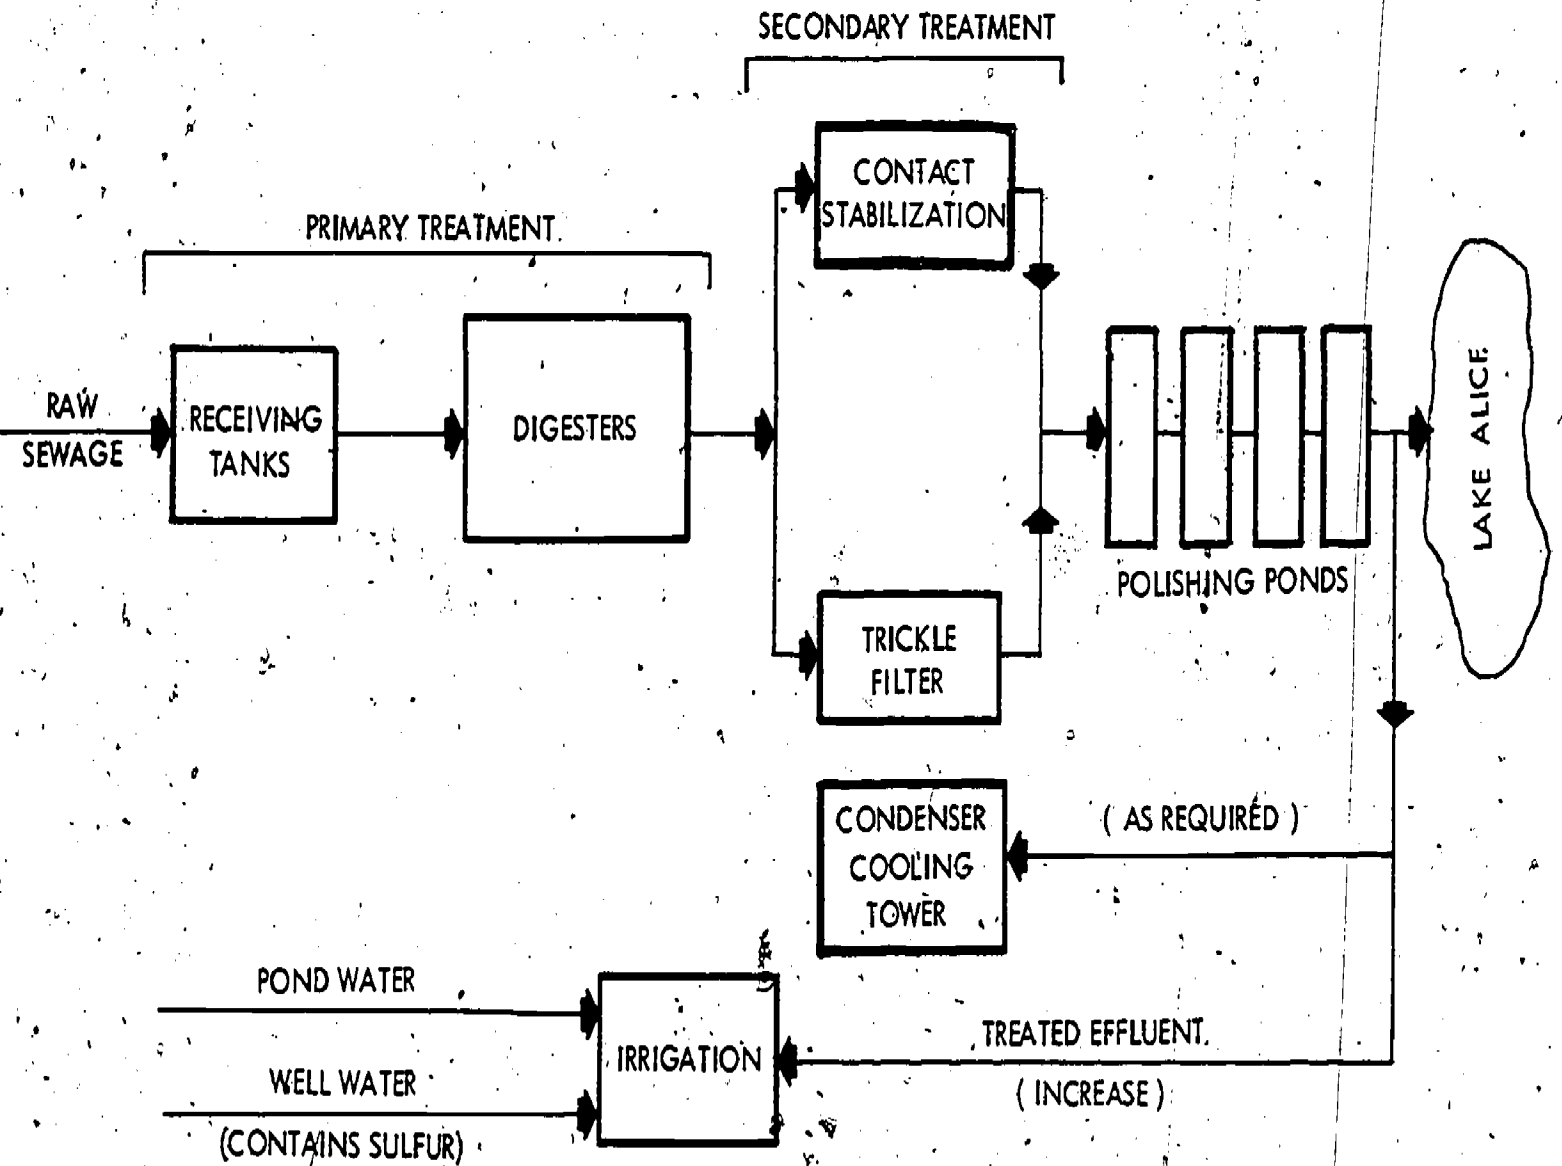 SECONDARY TREATMENT
CONTACT
STABILIZATION
PRIMARY TREATMENT
RAW
SEWAGE
RECEIVING
TANKS
DIGESTERS
LAKE ALICE
POLISHING PONDS
TRICKLE
FILTER
CONDENSER
COOLING
TOWER
( AS REQUIRED )
POND WATER
WELL WATER
(CONTAINS SULFUR)
IRRIGATION
TREATED EFFLUENT
( INCREASE )